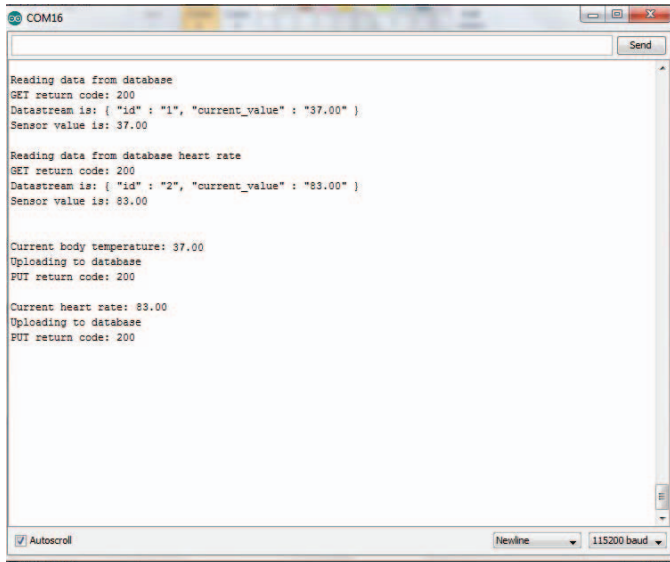 COM16
Send
Reading data from database
GET return code: 200
Datastream is: { "id" : "1", "current_value" : "37.00" }
Sensor value is: 37.00
Reading data from database heart rate
GET return code: 200
Datastream is: { "id" : "2", "current_value" : "83.00" }
Sensor value is: 83.00
Current body temperature: 37.00
Uploading to database
PUT return code: 200
Current heart rate: 83.00
Uploading to database
PUT return code: 200
Autoscroll
Newline
115200 baud